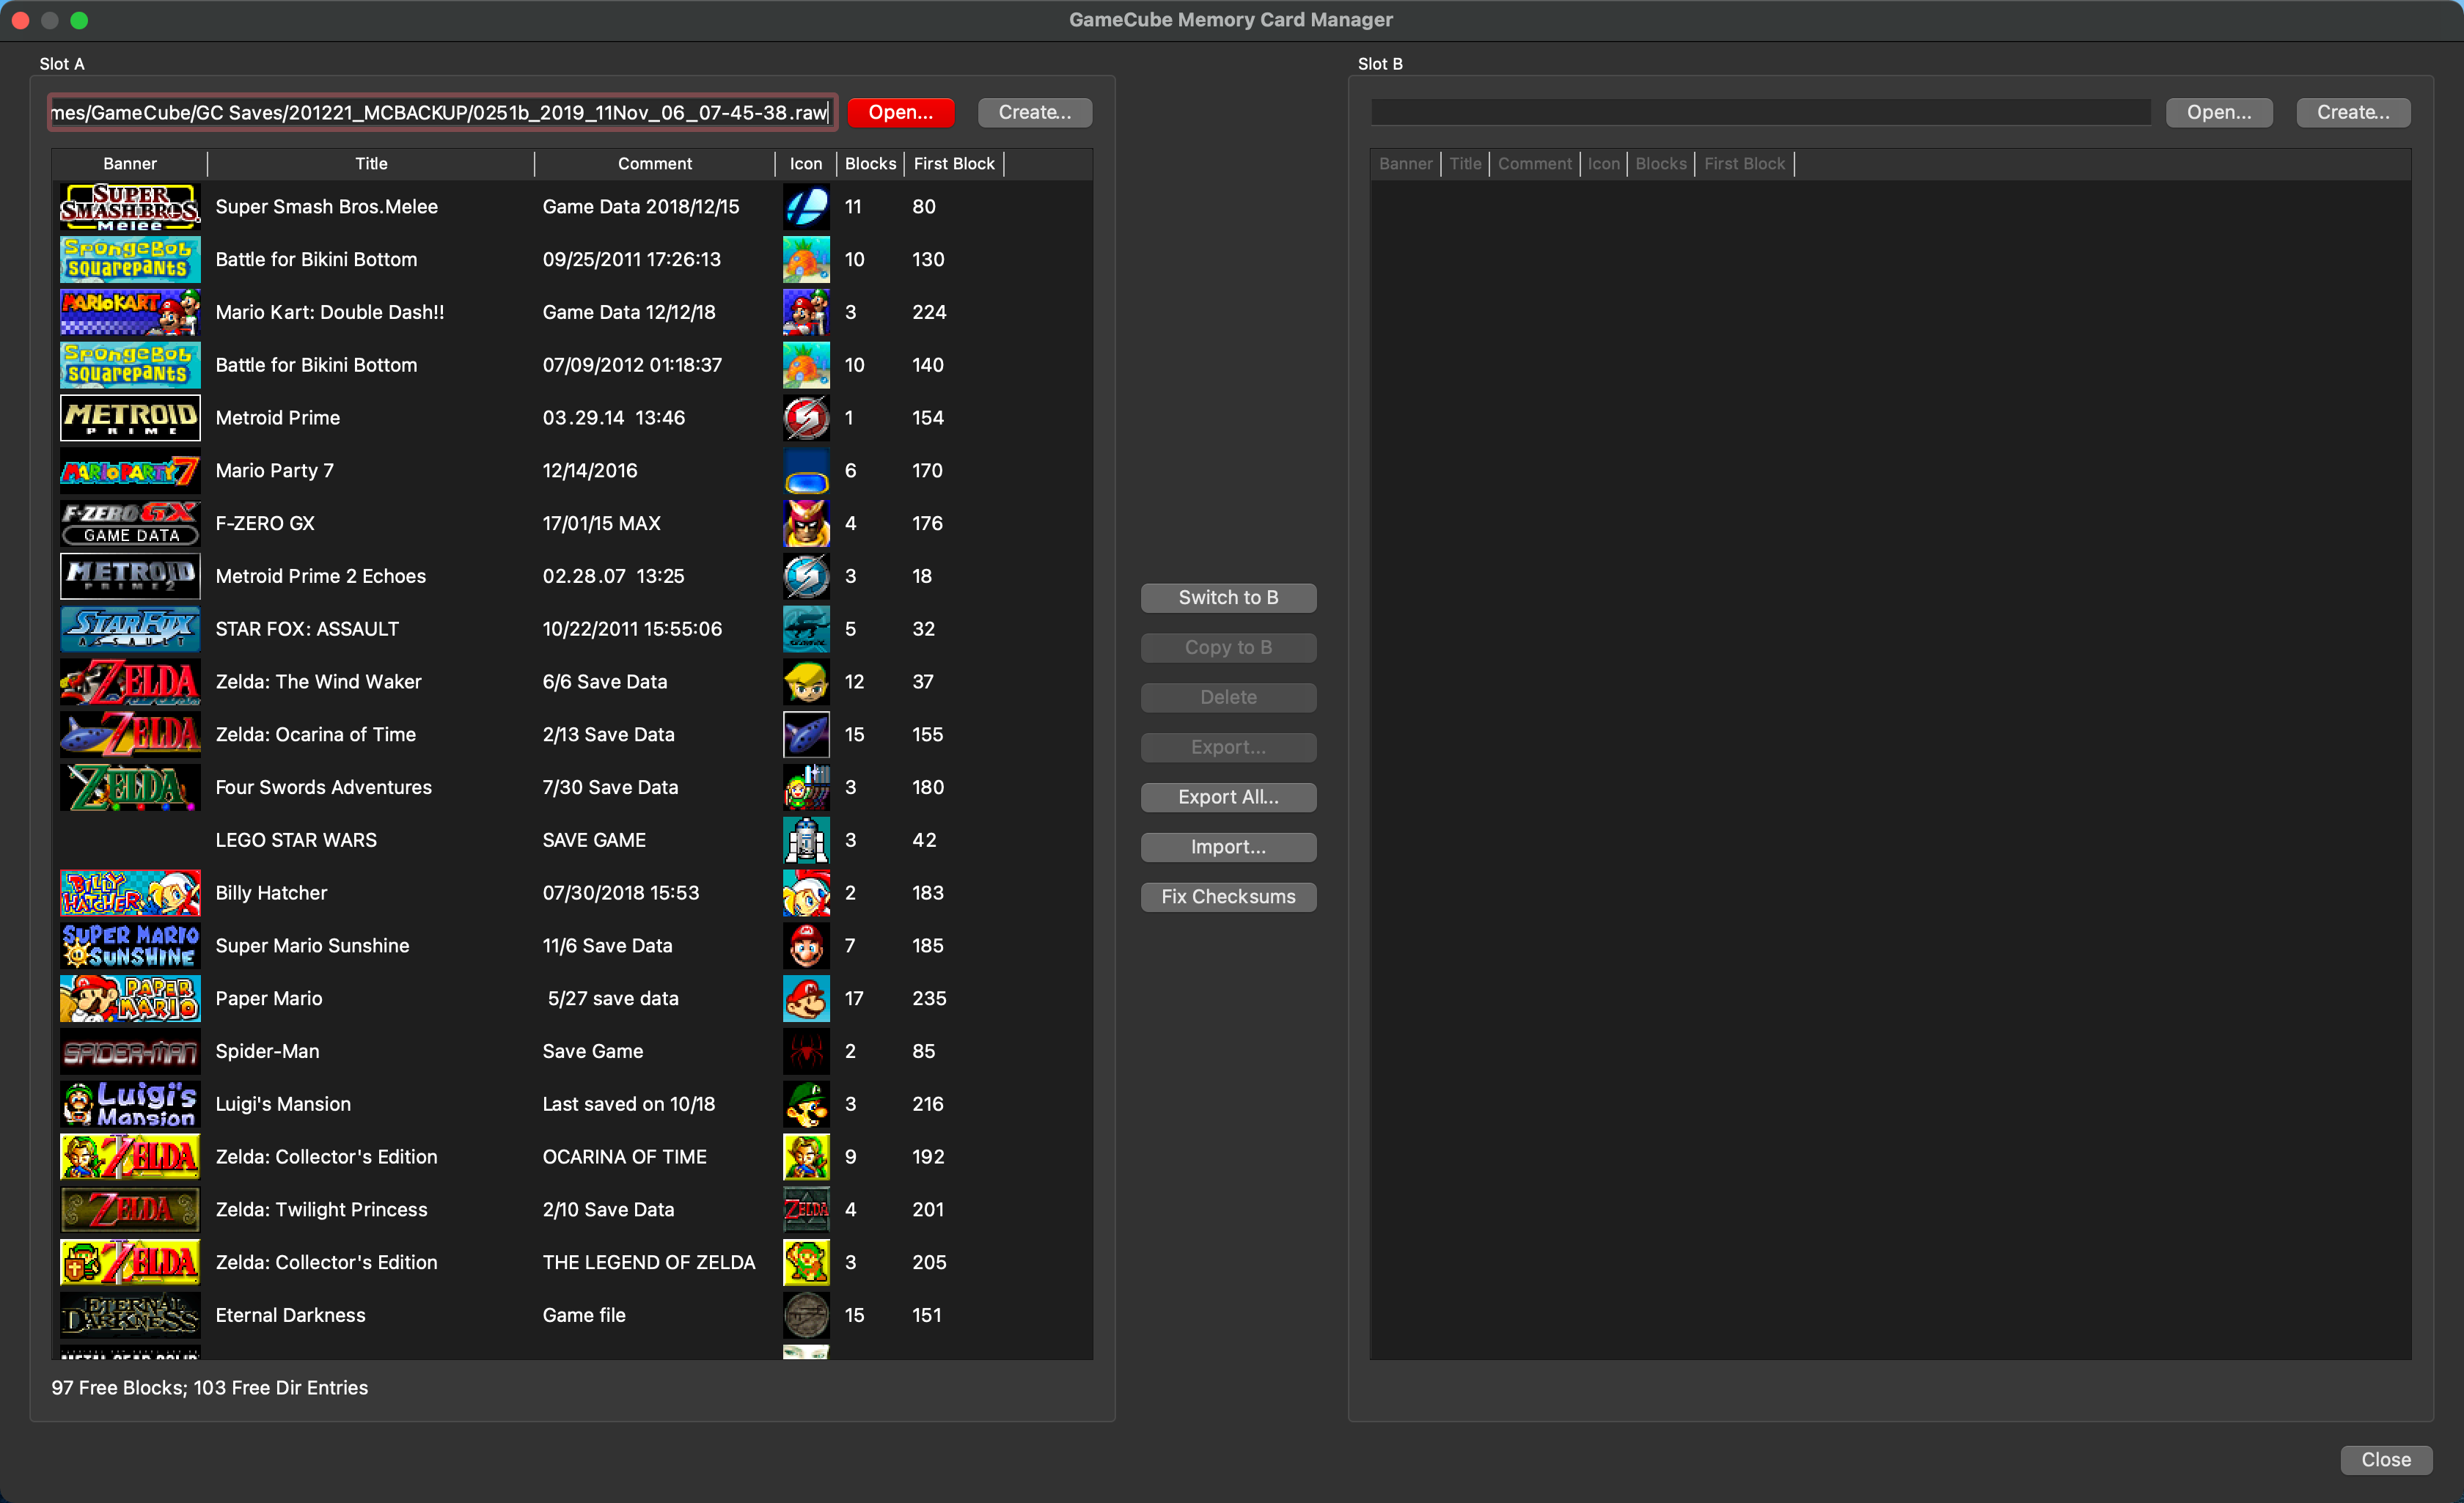 GameCube Memory Card Manager
Slot A
mes/GameCube/GC Saves/201221_MCBACKUP/0251b_2019_11Nov_06_07-45-38.raw Open... Create...
Banner Title Comment Icon Blocks First Block
SUPER SMASH BROS. Melee Super Smash Bros.Melee Game Data 2018/12/15 11 80
SpongeBob SquarePants Battle for Bikini Bottom 09/25/2011 17:26:13 10 130
MARIO KART Mario Kart: Double Dash!! Game Data 12/12/18 3 224
SpongeBob SquarePants Battle for Bikini Bottom 07/09/2012 01:18:37 10 140
METROID PRIME Metroid Prime 03.29.14  13:46 1 154
MARIO PARTY 7 Mario Party 7 12/14/2016 6 170
F-ZERO GX GAME DATA F-ZERO GX 17/01/15 MAX 4 176
METROID PRIME 2 Metroid Prime 2 Echoes 02.28.07  13:25 3 18
STARFOX ASSAULT STAR FOX: ASSAULT 10/22/2011 15:55:06 5 32
ZELDA Zelda: The Wind Waker 6/6 Save Data 12 37
ZELDA Zelda: Ocarina of Time 2/13 Save Data 15 155
ZELDA Four Swords Adventures 7/30 Save Data 3 180
LEGO STAR WARS SAVE GAME 3 42
BILLY HATCHER Billy Hatcher 07/30/2018 15:53 2 183
SUPER MARIO SUNSHINE Super Mario Sunshine 11/6 Save Data 7 185
PAPER MARIO Paper Mario 5/27 save data 17 235
SPIDER-MAN Spider-Man Save Game 2 85
Luigi's Mansion Luigi's Mansion Last saved on 10/18 3 216
ZELDA Zelda: Collector's Edition OCARINA OF TIME 9 192
ZELDA Zelda: Twilight Princess 2/10 Save Data ZELDA 4 201
ZELDA Zelda: Collector's Edition THE LEGEND OF ZELDA 3 205
ETERNAL DARKNESS Eternal Darkness Game file 15 151
97 Free Blocks; 103 Free Dir Entries
Switch to B
Copy to B
Delete
Export...
Export All...
Import...
Fix Checksums
Slot B
Open... Create...
Banner Title Comment Icon Blocks First Block
Close